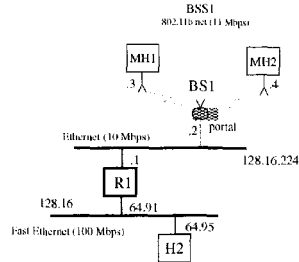 BSS1
802.11b net (11 Mbps)
MH1
MH2
.3
BS1
.4
portal
.2
Ethernet (10 Mbps)
.1
128.16.224
R1
128.16
64.91
64.95
Fast Ethernet (100 Mbps)
H2